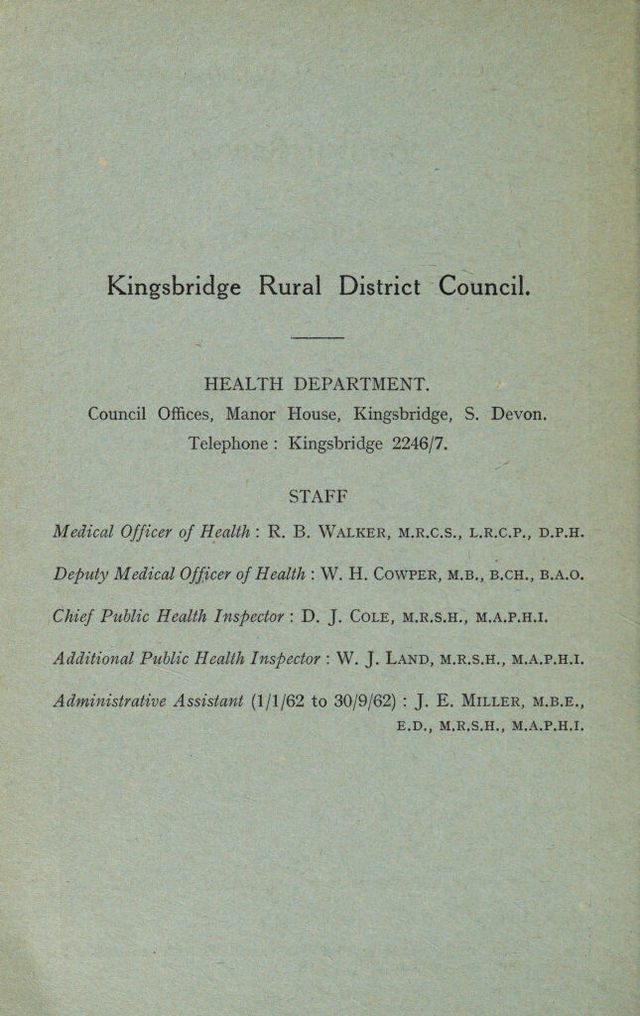 Kingsbridge Rural District Council.
HEALTH DEPARTMENT.
Council Offices, Manor House, Kingsbridge, S. Devon.
Telephone : Kingsbridge 2246/7.
STAFF
Medical Officer of Health : R. B. WALKER, M.R.C.S., L.R.C.P., D.P.H.
Deputy Medical Officer of Health : W. H. COWPER, M.B., B.CH., B.A.O.
Chief Public Health Inspector : D. J. COLE, M.R.S.H., M.A.P.H.I.
Additional Public Health Inspector : W. J. LAND, M.R.S.H., M.A.P.H.I.
Administrative Assistant (1/1/62 to 30/9/62) : J. E. MILLER, M.B.E.,
E.D., M.R.S.H., M.A.P.H.I.